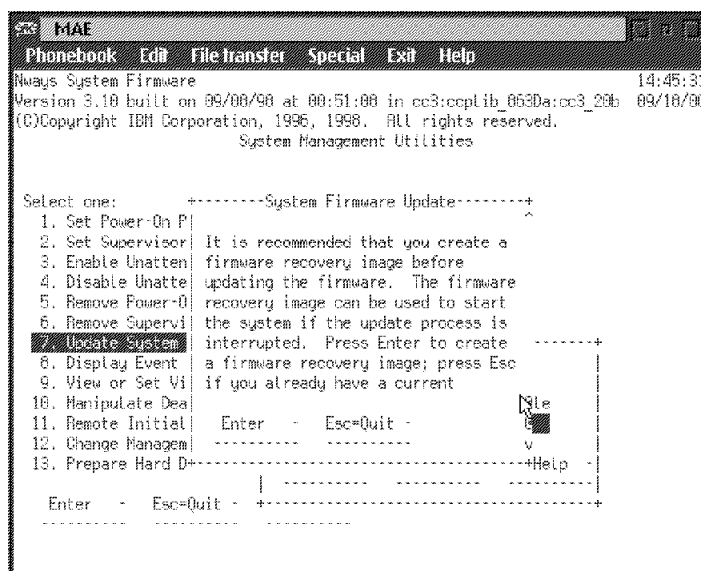 MAE
Phonebook Edit File transfer Special Exit Help
Nways System Firmware 14:45:3
Version 3.10 built on 09/08/98 at 00:51:08 in cc3:ccplib_063Da:cc3_20b 09/18/00
(C)Copyright IBM Corporation, 1996, 1998. All rights reserved.
System Management Utilities
Select one: +--------System Firmware Update--------+
1. Set Power-On P| ^
2. Set Supervisor| It is recommended that you create a
3. Enable Unatten| firmware recovery image before
4. Disable Unatte| updating the firmware. The firmware
5. Remove Power-O| recovery image can be used to start
6. Remove Supervi| the system if the update process is
7. Update System | interrupted. Press Enter to create -------+
8. Display Event | a firmware recovery image; press Esc |
9. View or Set Vi| if you already have a current |
10. Manipulate Dea| le |
11. Remote Initial| Enter - Esc=Quit - |
12. Change Managem| ---------- ---------- v |
13. Prepare Hard D+---------------------------------------+Help -|
Enter - Esc=Quit - +---------------------------------------+